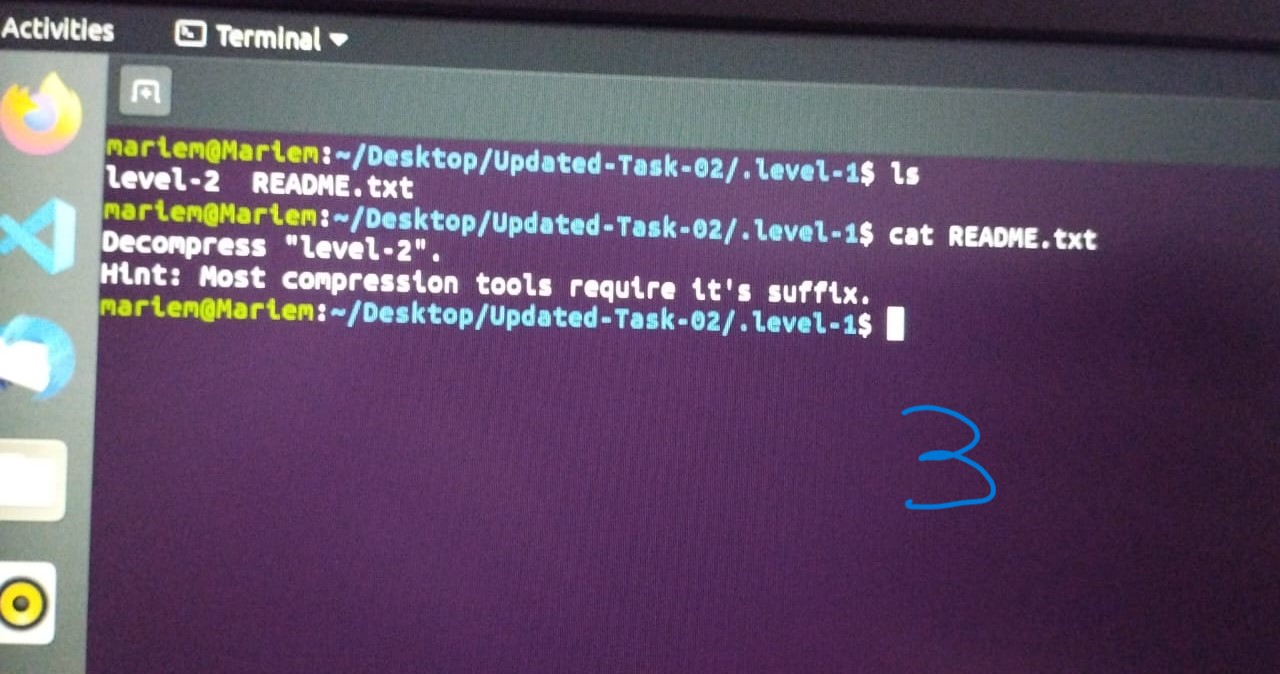 Activities
Terminal
mariem@Mariem:~/Desktop/Updated-Task-02/.level-1$ ls
level-2  README.txt
mariem@Mariem:~/Desktop/Updated-Task-02/.level-1$ cat README.txt
Decompress "level-2".
Hint: Most compression tools require it's suffix.
mariem@Mariem:~/Desktop/Updated-Task-02/.level-1$
3